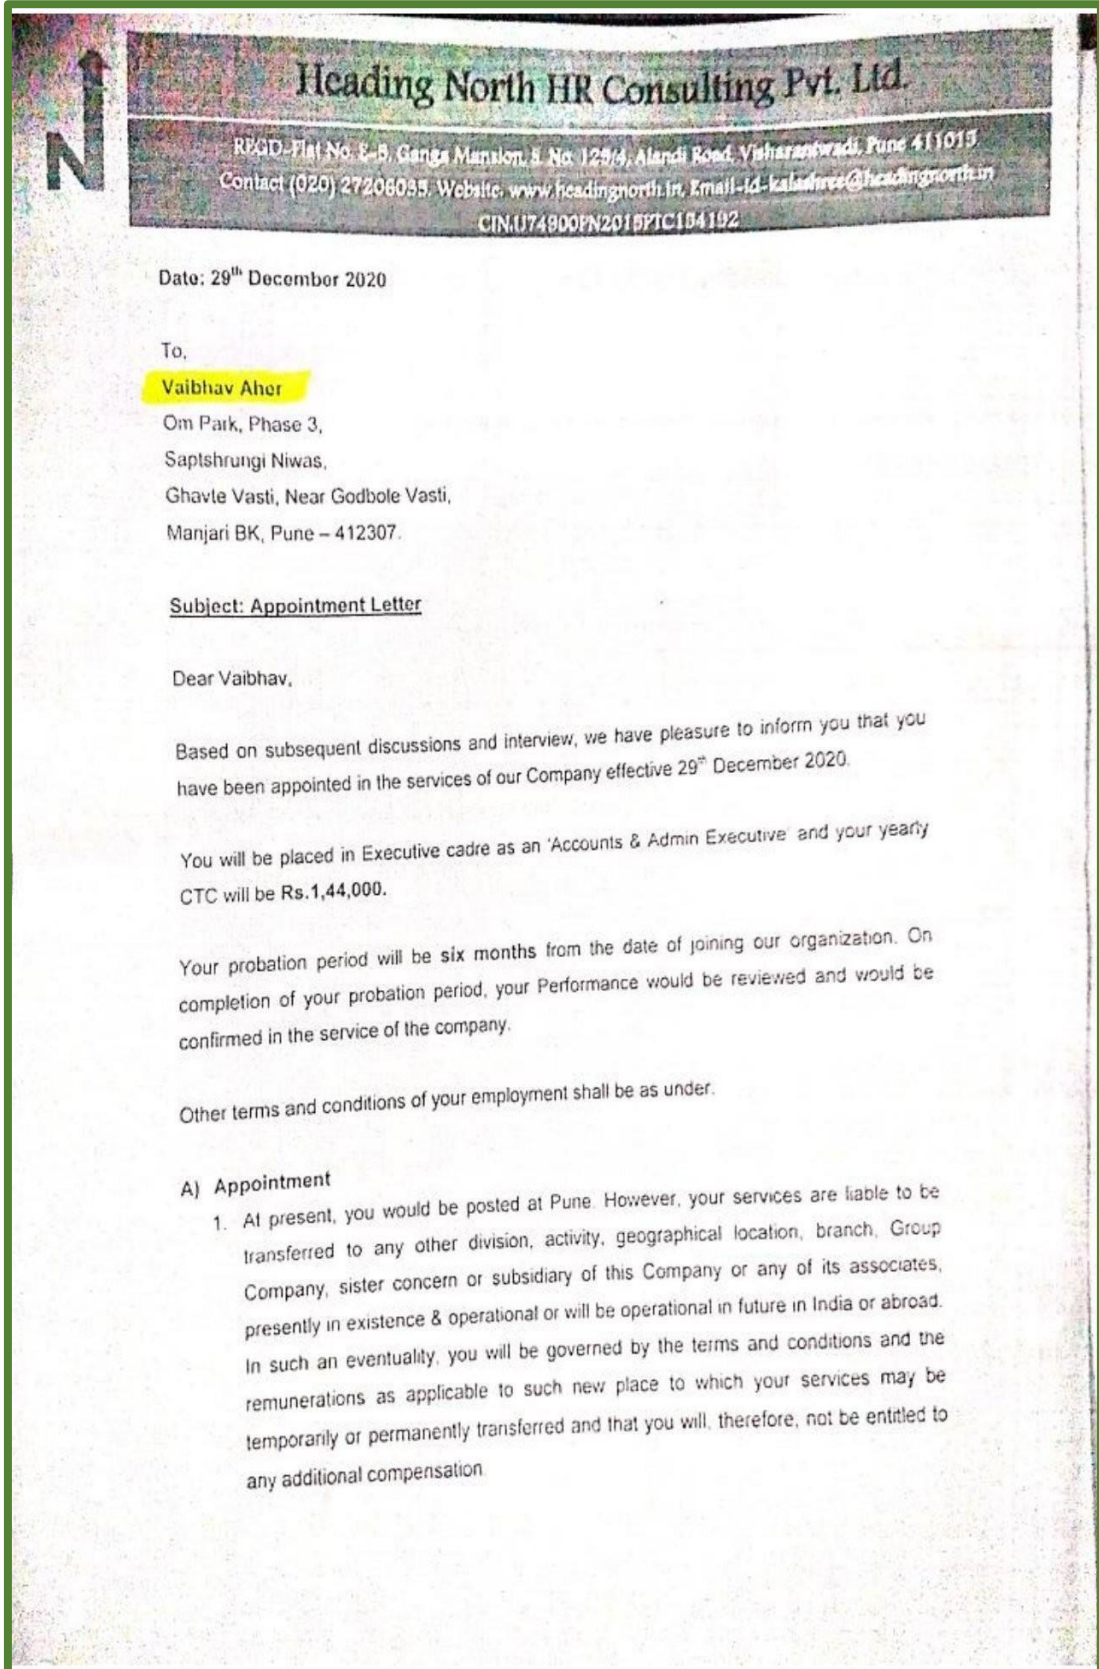 N
Heading North HR Consulting Pvt. Ltd.
REGD-Flat No. E-5, Ganga Mansion, S. No. 129/4, Alandi Road, Vishrantwadi, Pune 411015.
Contact (020) 27206035, Website: www.headingnorth.in, Email-id-kalashree@headingnorth.in
CIN.U74900PN2015PTC154192
Date: 29th December 2020
To,
Vaibhav Aher
Om Park, Phase 3,
Saptshrungi Niwas,
Ghavte Vasti, Near Godbole Vasti,
Manjari BK, Pune – 412307.
Subject: Appointment Letter
Dear Vaibhav,
Based on subsequent discussions and interview, we have pleasure to inform you that you
have been appointed in the services of our Company effective 29th December 2020.
You will be placed in Executive cadre as an 'Accounts & Admin Executive' and your yearly
CTC will be Rs.1,44,000.
Your probation period will be six months from the date of joining our organization. On
completion of your probation period, your Performance would be reviewed and would be
confirmed in the service of the company.
Other terms and conditions of your employment shall be as under.
A) Appointment
1. At present, you would be posted at Pune. However, your services are liable to be
transferred to any other division, activity, geographical location, branch, Group
Company, sister concern or subsidiary of this Company or any of its associates,
presently in existence & operational or will be operational in future in India or abroad.
In such an eventuality, you will be governed by the terms and conditions and the
remunerations as applicable to such new place to which your services may be
temporarily or permanently transferred and that you will, therefore, not be entitled to
any additional compensation.